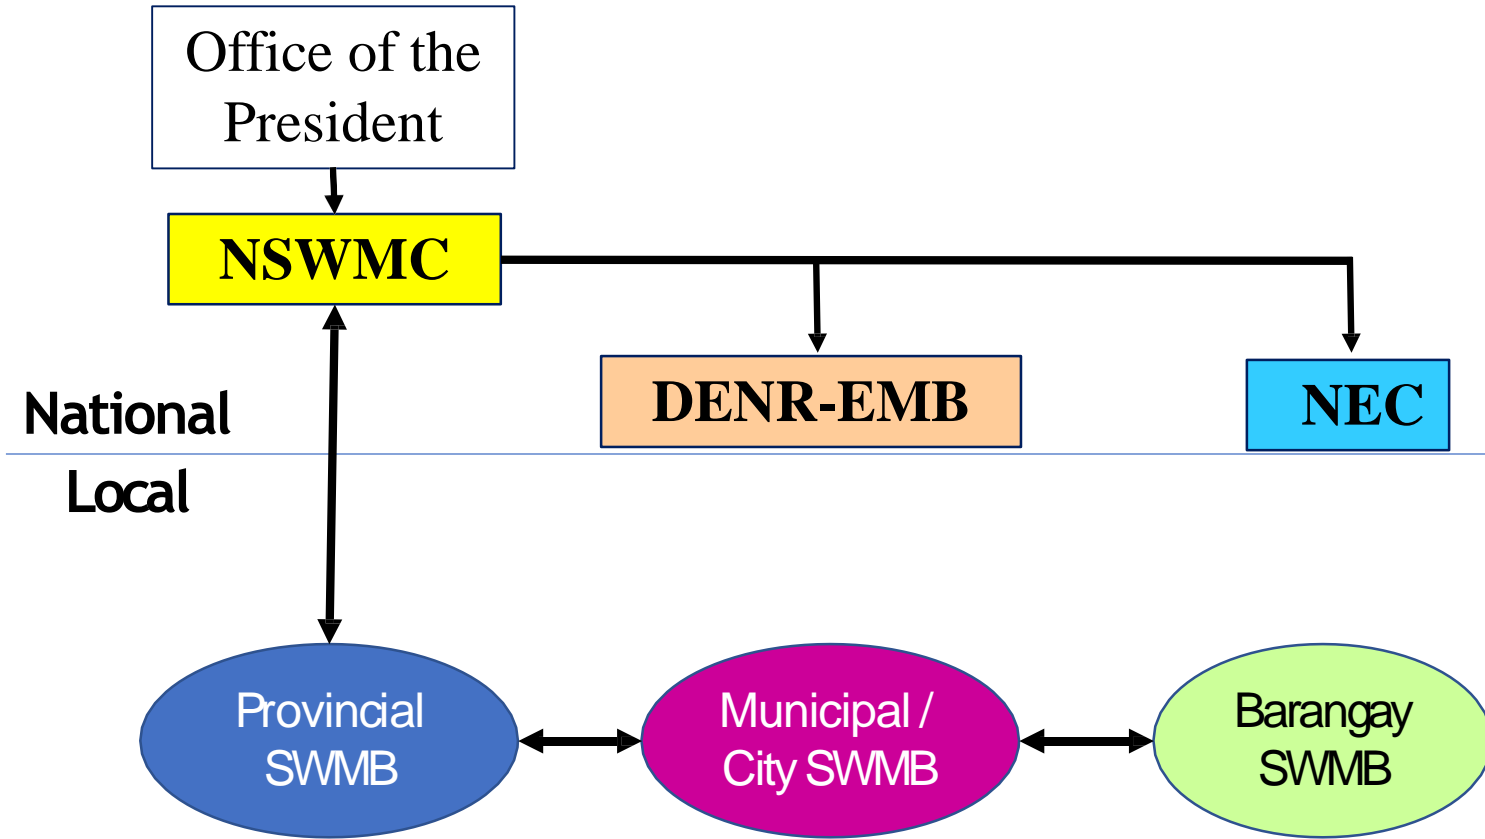 Office of the
President
NSWMC
DENR-EMB
NEC
National
Local
Provincial
SWMB
Municipal /
City SWMB
Barangay
SWMB